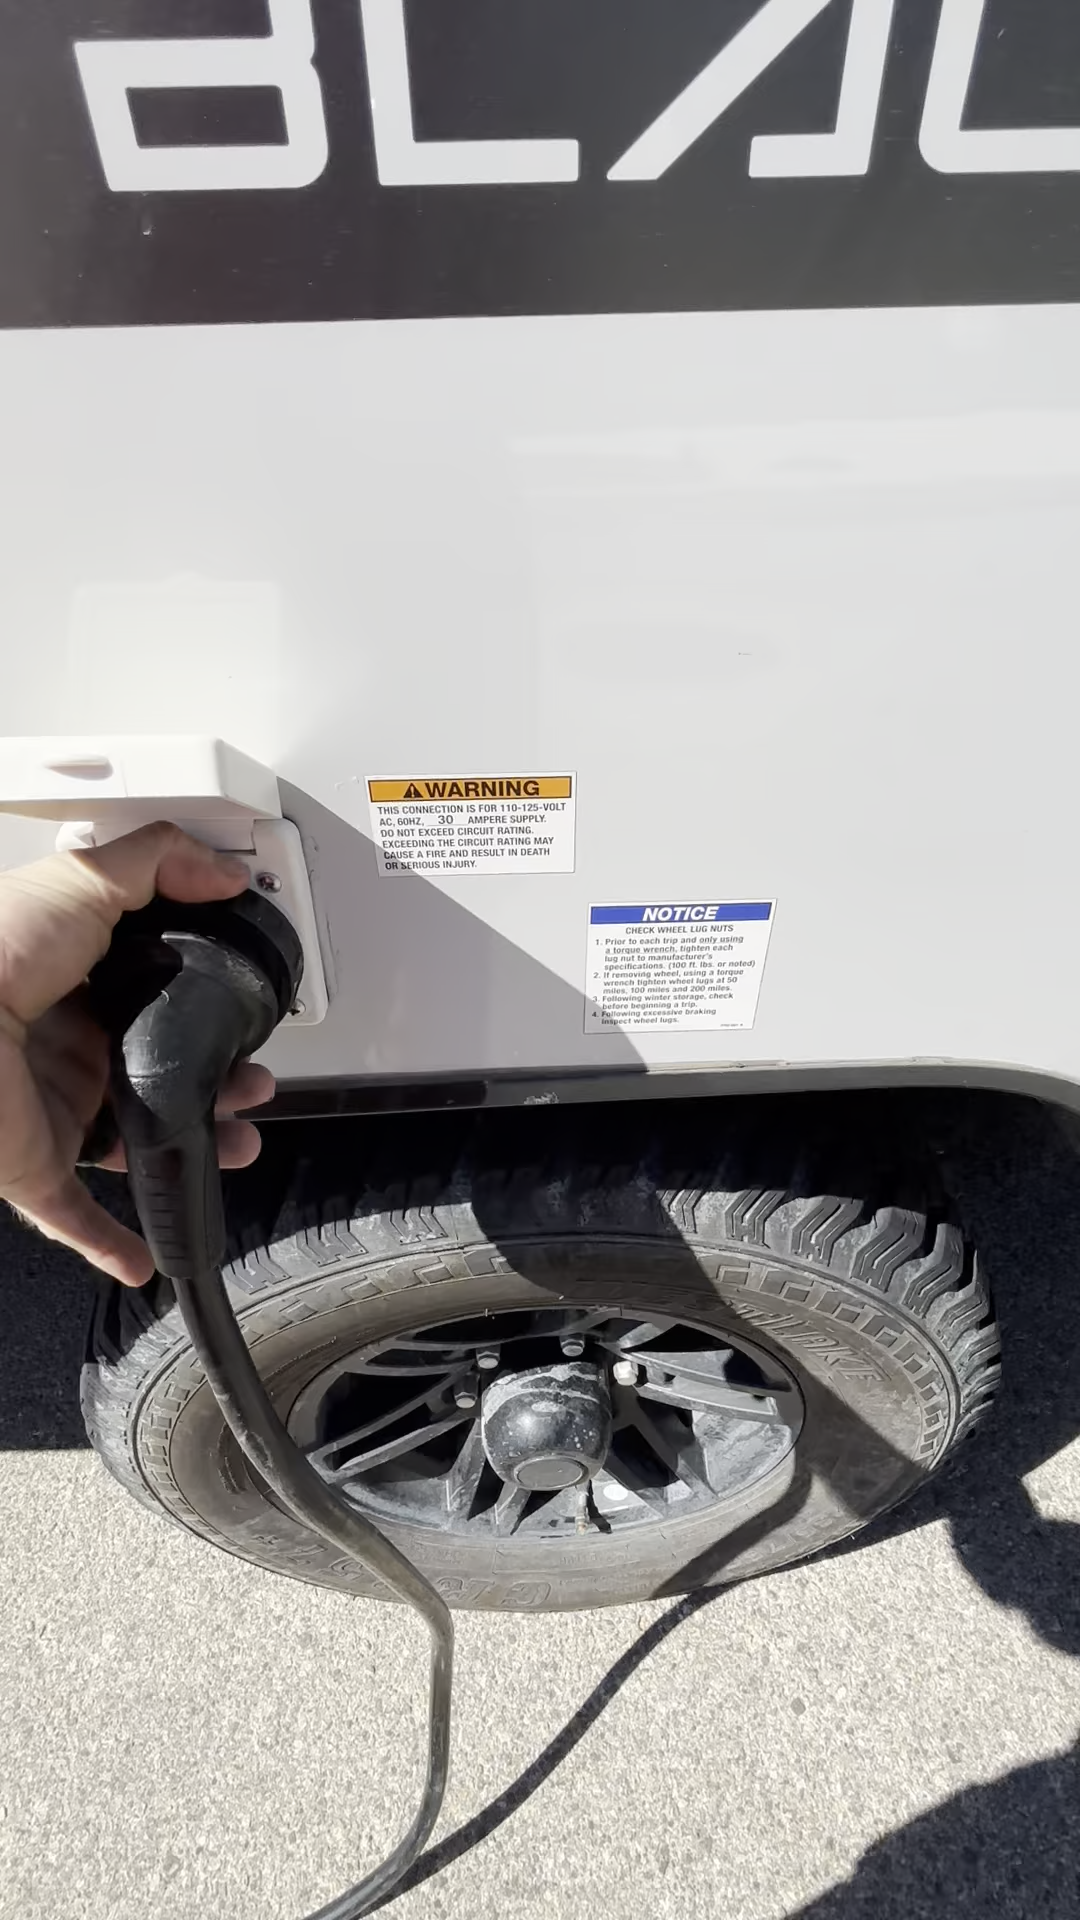 BLAC
WARNING
THIS CONNECTION IS FOR 110-125-VOLT
AC, 60HZ, 30 AMPERE SUPPLY.
DO NOT EXCEED CIRCUIT RATING.
EXCEEDING THE CIRCUIT RATING MAY
CAUSE A FIRE AND RESULT IN DEATH
OR SERIOUS INJURY.
NOTICE
CHECK WHEEL LUG NUTS
1. Prior to each trip and only using
a torque wrench, tighten each
lug nut to manufacturer's
specifications. (100 ft. lbs. or noted)
2. If removing wheel, using a torque
wrench tighten wheel lugs at 50
miles, 100 miles and 200 miles.
3. Following winter storage, check
before beginning a trip.
4. Following excessive braking
inspect wheel lugs.
WESTLAKE